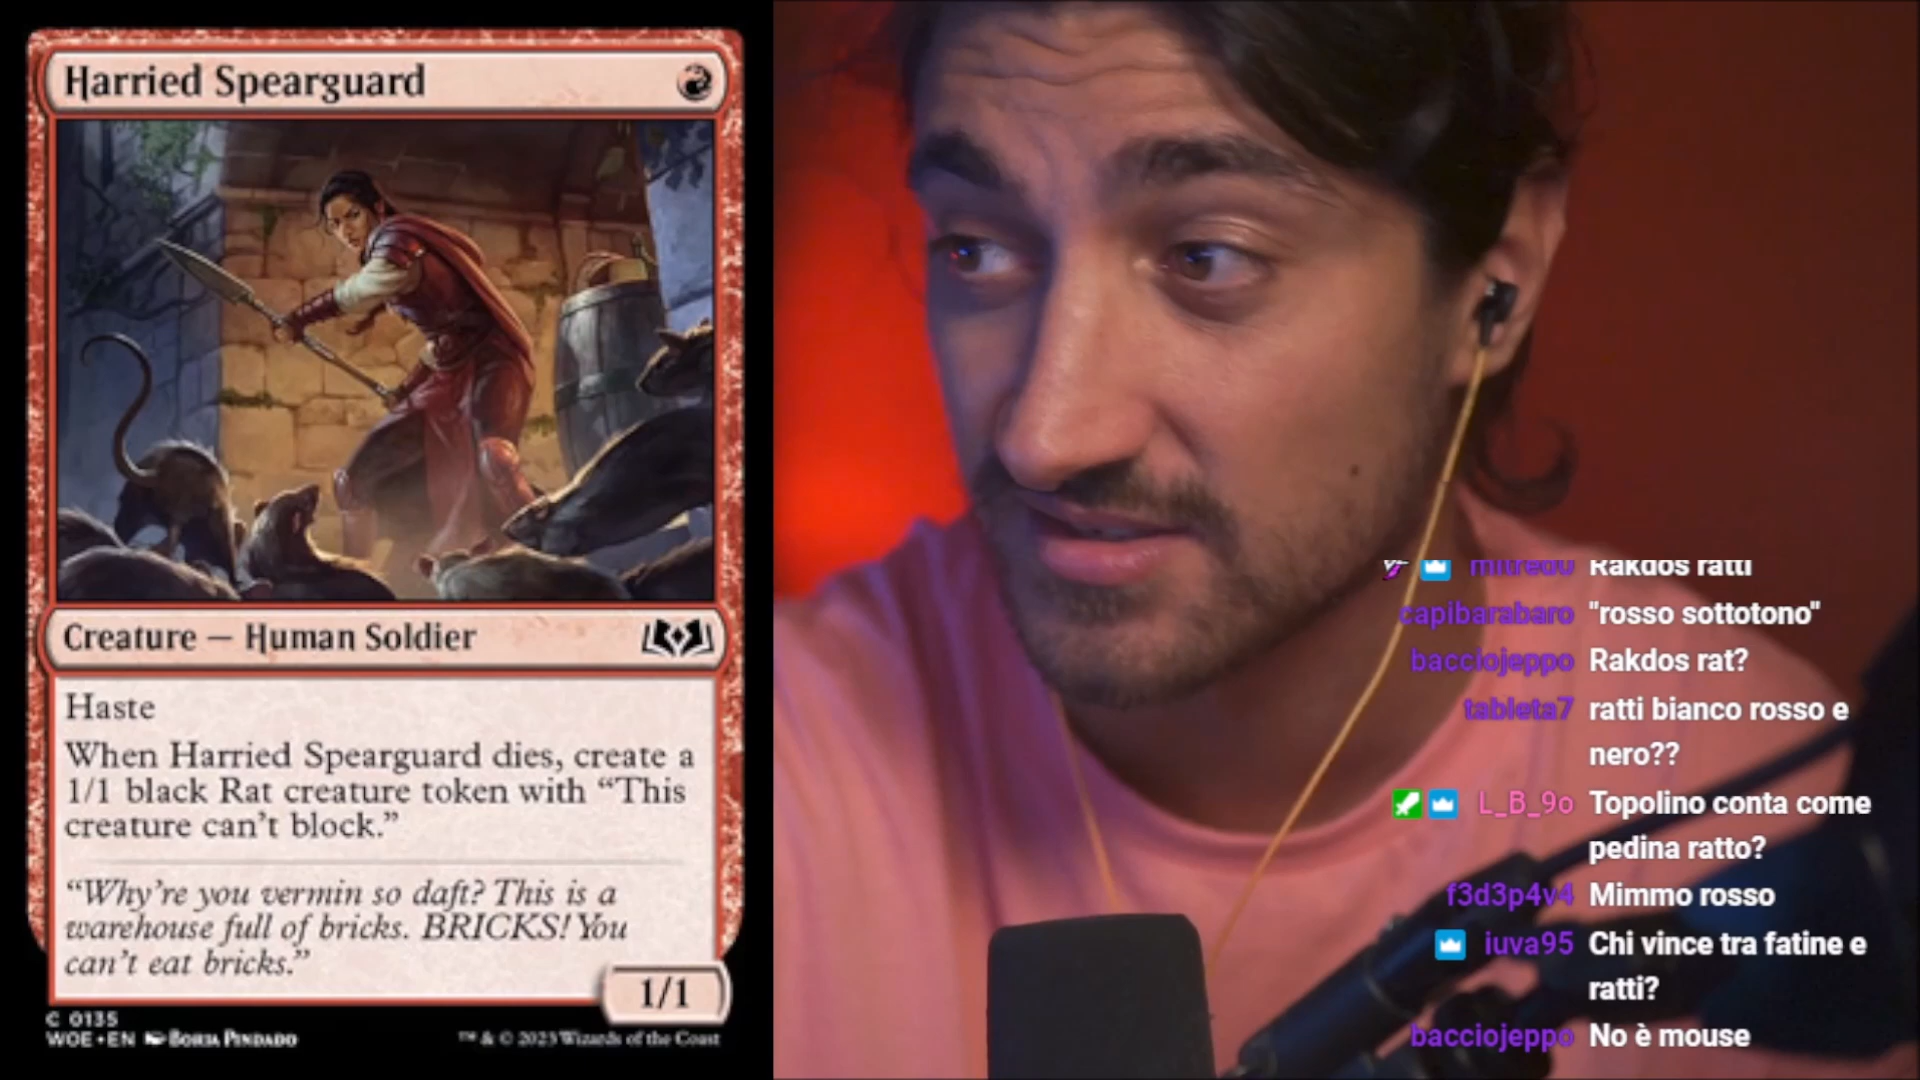 Harried Spearguard
Creature — Human Soldier
Haste
When Harried Spearguard dies, create a
1/1 black Rat creature token with “This
creature can’t block.”
“Why’re you vermin so daft? This is a
warehouse full of bricks. BRICKS! You
can’t eat bricks.”
1/1
C 0135
WOE • EN Borja Pindado
™ & © 2023 Wizards of the Coast
mitredo Rakdos ratti
capibarabaro "rosso sottotono"
bacciojeppo Rakdos rat?
tableta7 ratti bianco rosso e
nero??
L_B_9o Topolino conta come
pedina ratto?
f3d3p4v4 Mimmo rosso
iuva95 Chi vince tra fatine e
ratti?
bacciojeppo No è mouse